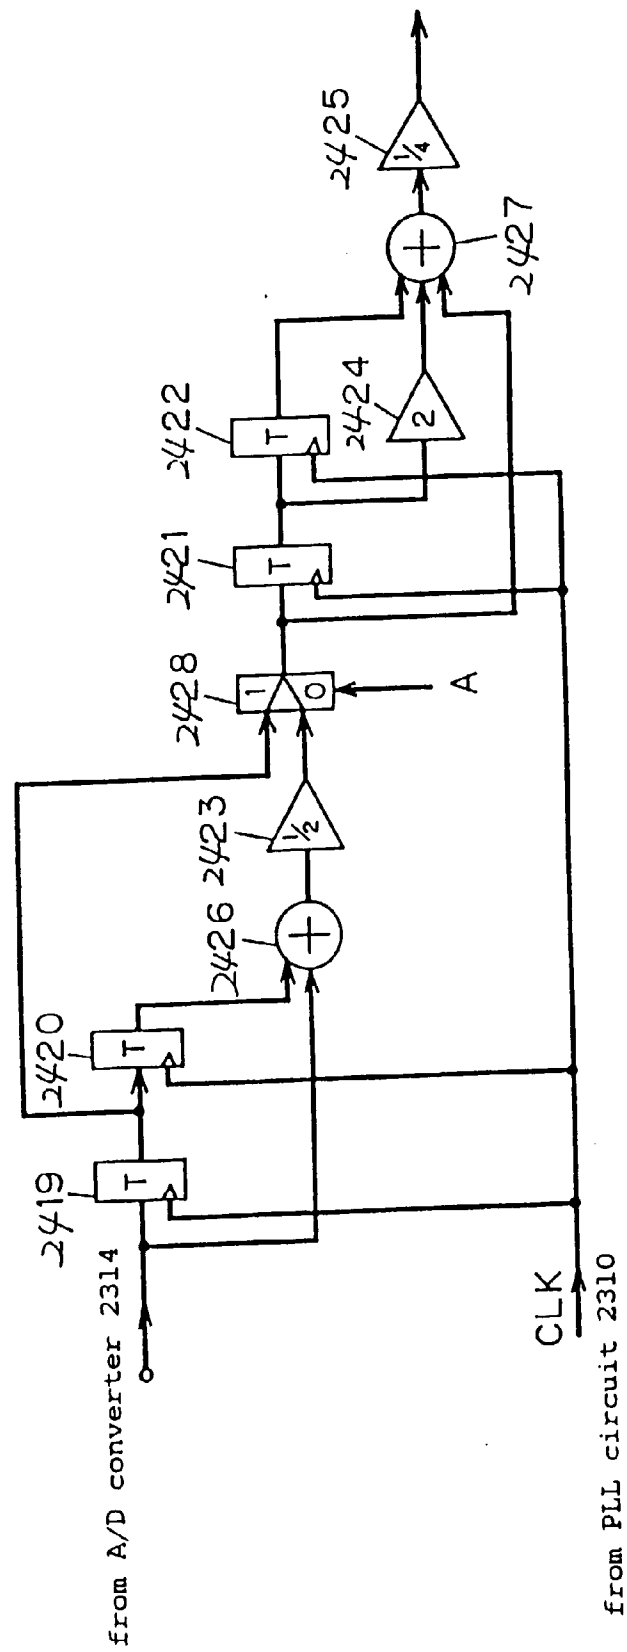 from A/D converter 2314
2419
T
2420
T
2426
+
2423
1/2
2428
1
0
A
2421
T
2422
T
2424
2
2427
+
2425
1/4
CLK
from PLL circuit 2310